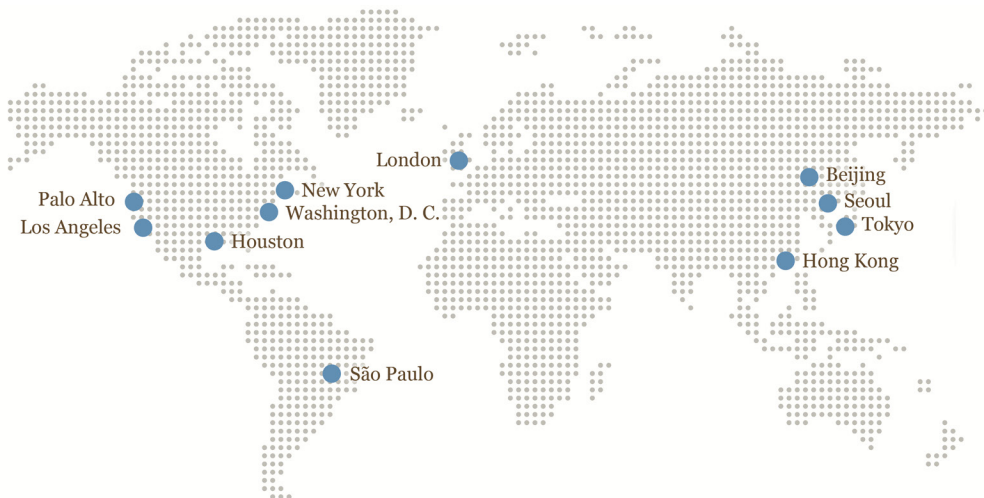 London
Beijing
New York
Palo Alto
Seoul
Washington, D. C.
Tokyo
Los Angeles
Houston
Hong Kong
São Paulo